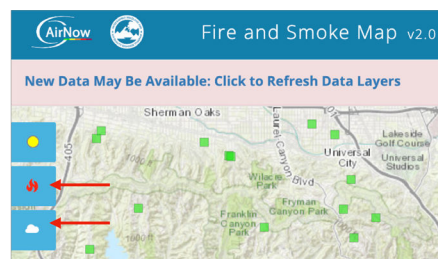 AirNow
Fire and Smoke Map v2.0
New Data May Be Available: Click to Refresh Data Layers
Sherman Oaks
405
Laurel Canyon Blvd
Universal City
Lakeside Golf Course
Universal Studios
Wilacre Park
Fryman Canyon Park
Franklin Canyon Park
1600 ft